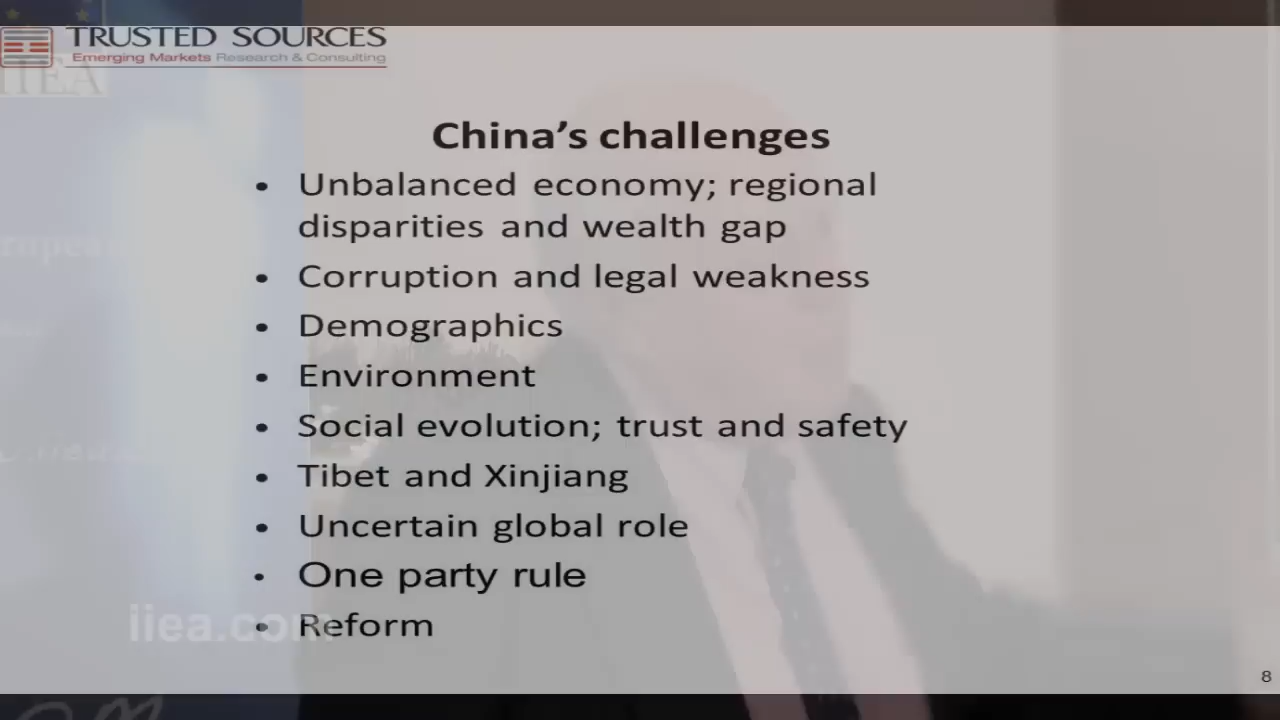 TRUSTED SOURCES
Emerging Markets Research & Consulting
IIEA
China's challenges
• Unbalanced economy; regional
disparities and wealth gap
• Corruption and legal weakness
• Demographics
• Environment
• Social evolution; trust and safety
• Tibet and Xinjiang
• Uncertain global role
• One party rule
• Reform
iiea.com
8